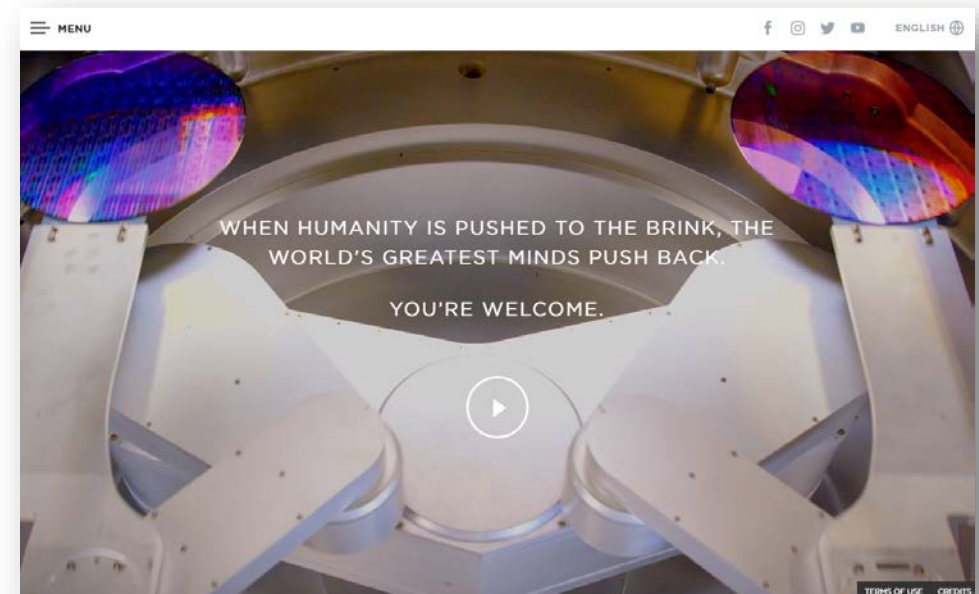 MENU
ENGLISH
WHEN HUMANITY IS PUSHED TO THE BRINK, THE
WORLD'S GREATEST MINDS PUSH BACK.
YOU'RE WELCOME.
TERMS OF USE CREDITS